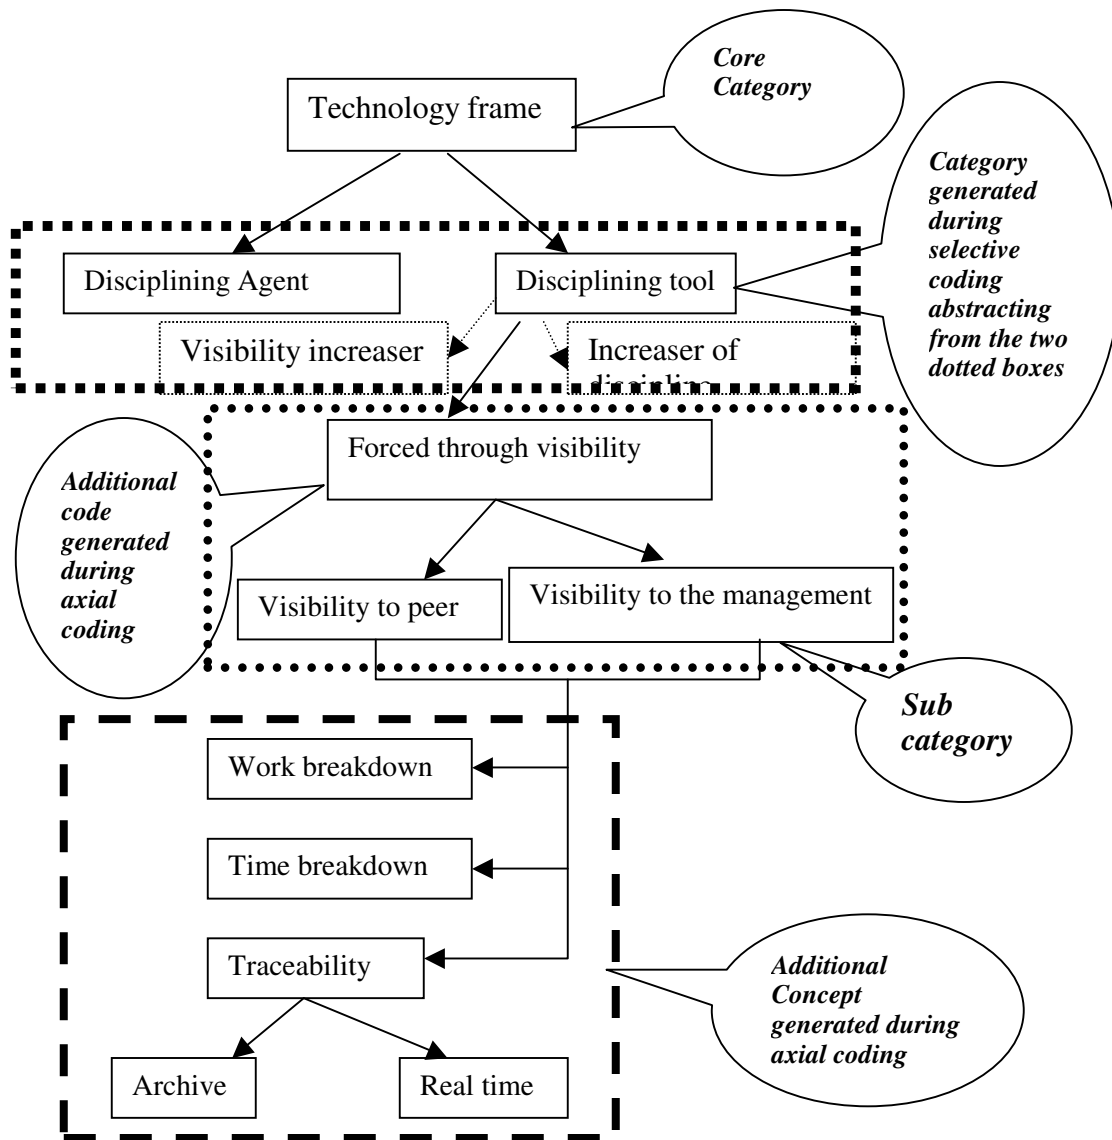 Core
Category
Technology frame
Category
generated
during
selective
coding
abstracting
from the two
dotted boxes
Disciplining Agent
Disciplining tool
Visibility increaser
Increaser of
Forced through visibility
Additional
code
generated
during
axial
coding
Visibility to peer
Visibility to the management
Sub
category
Work breakdown
Time breakdown
Traceability
Additional
Concept
generated during
axial coding
Archive
Real time